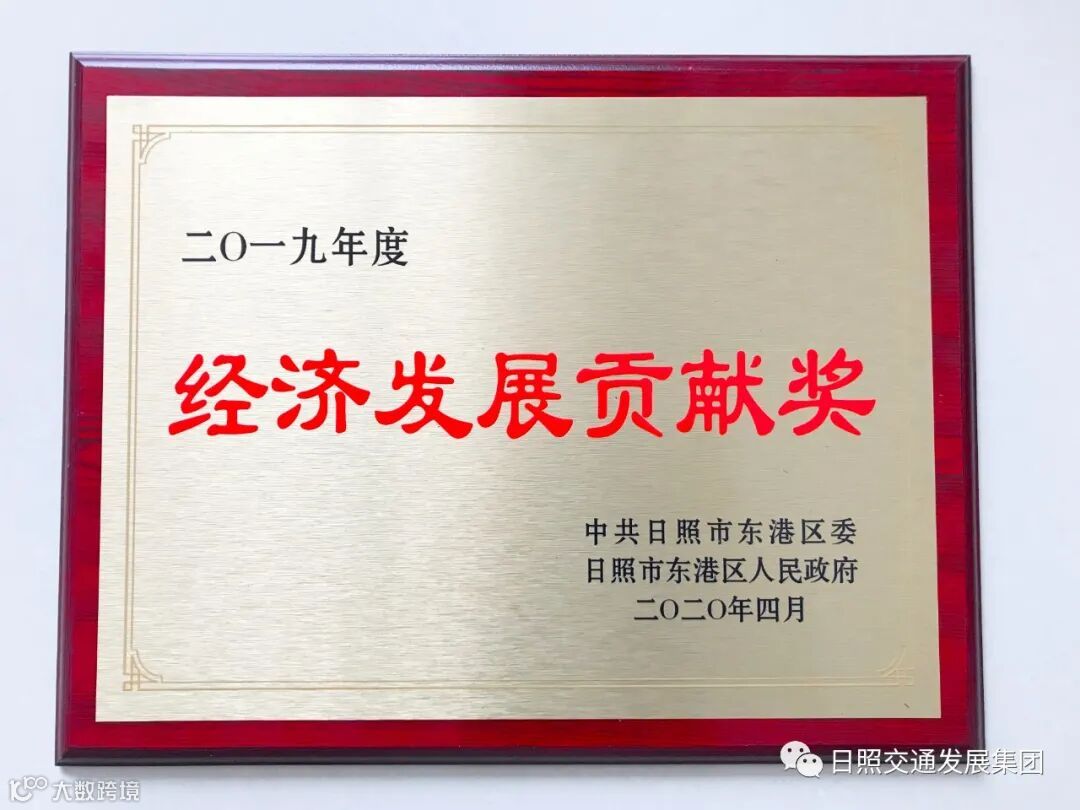 二〇一九年度
经济发展贡献奖
中共日照市东港区委
日照市东港区人民政府
二〇二〇年四月
日照交通发展集团
大数跨境